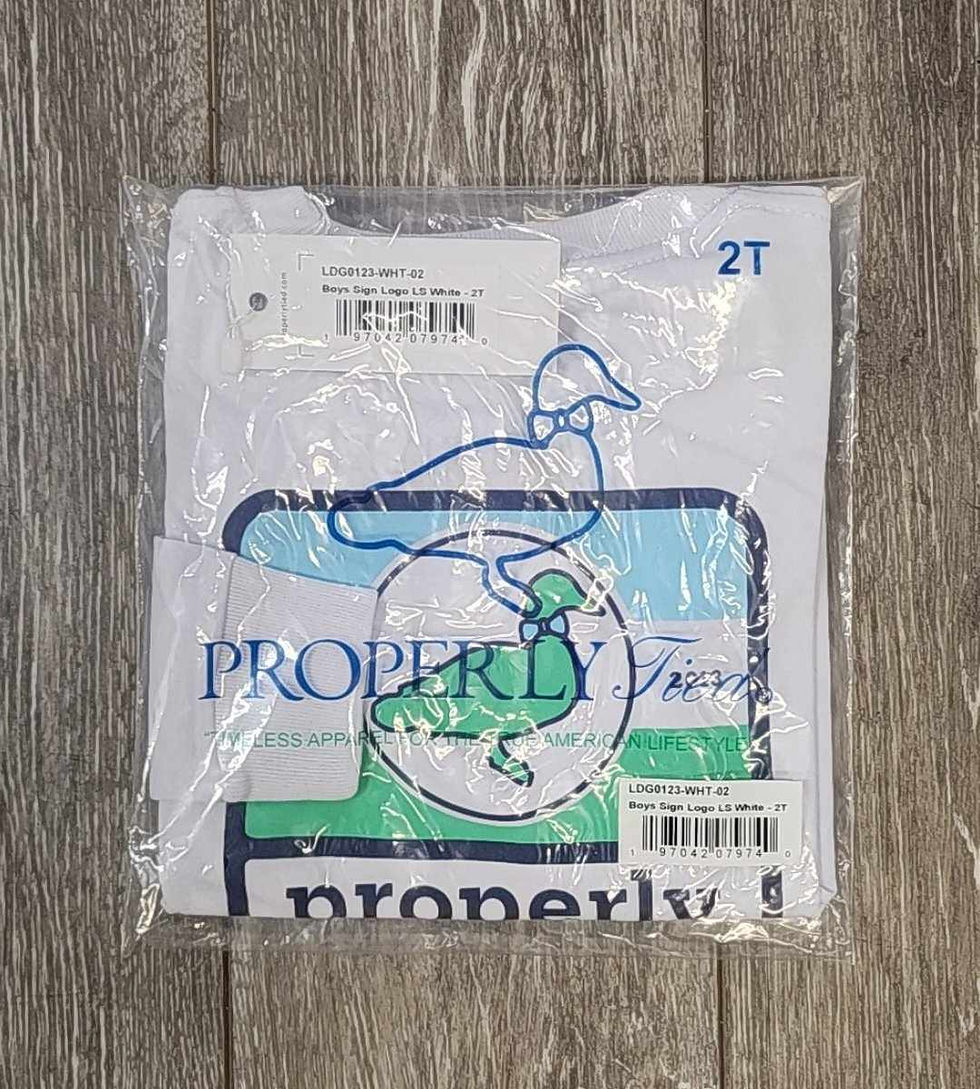 2T
LDG0123-WHT-02
Boys Sign Logo LS White - 2T
1 97042 07974 0
PROPERLY Tied
"TIMELESS APPAREL FOR THE TRUE AMERICAN LIFESTYLE"
LDG0123-WHT-02
Boys Sign Logo LS White - 2T
1 97042 07974 0
properly